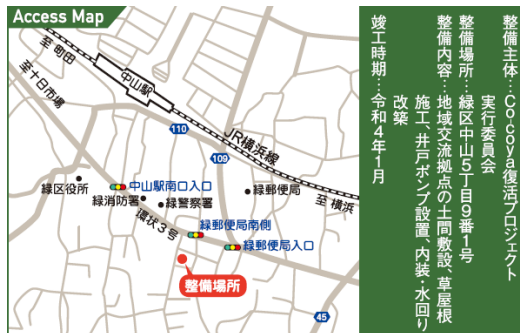 Access Map
至 町田
至十日市場
中山駅
110
JR横浜線
109
緑区役所
中山駅南口入口
緑消防署
緑警察署
緑郵便局
至 横浜
環状3号
緑郵便局南側
緑郵便局入口
整備場所
45
整備主体…Cocoya復活プロジェクト
実行委員会
整備場所…緑区中山5丁目9番1号
整備内容…地域交流拠点の土間敷設、草屋根
施工、井戸ポンプ設置、内装・水回り
改築
竣工時期…令和4年1月